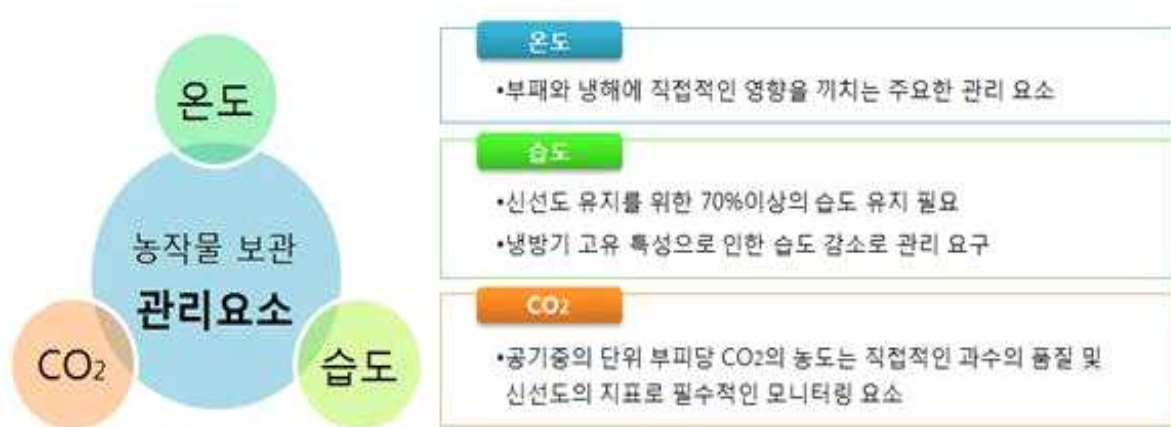 온도
농작물 보관
관리요소
CO₂
습도
온도
•부패와 냉해에 직접적인 영향을 끼치는 주요한 관리 요소
습도
•신선도 유지를 위한 70%이상의 습도 유지 필요
•냉방기 고유 특성으로 인한 습도 감소로 관리 요구
CO₂
•공기중의 단위 부피당 CO₂의 농도는 직접적인 과수의 품질 및
신선도의 지표로 필수적인 모니터링 요소